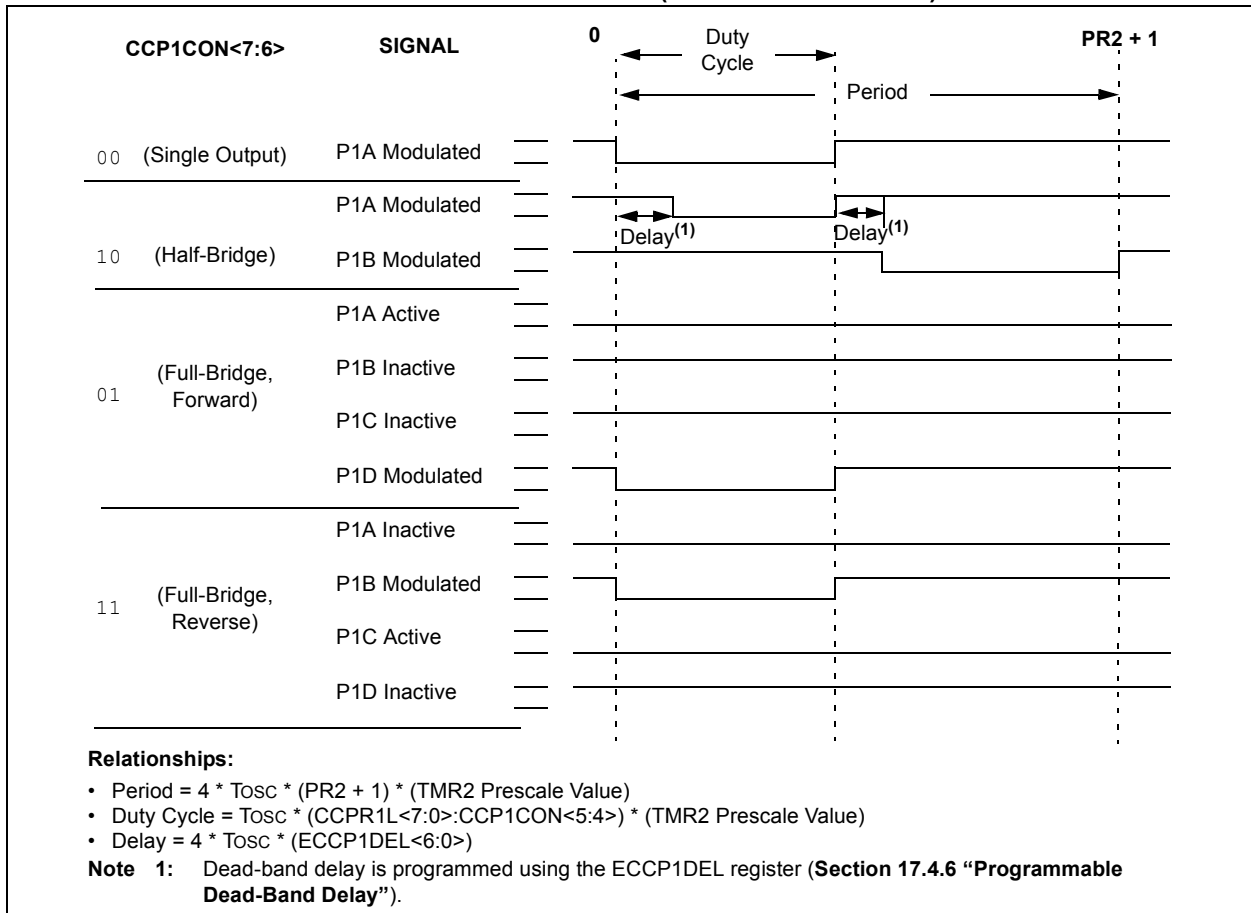 CCP1CON<7:6> SIGNAL 0 Duty Cycle PR2 + 1
Period
00 (Single Output) P1A Modulated
P1A Modulated
Delay(1) Delay(1)
10 (Half-Bridge) P1B Modulated
P1A Active
01 (Full-Bridge, Forward) P1B Inactive
P1C Inactive
P1D Modulated
P1A Inactive
11 (Full-Bridge, Reverse) P1B Modulated
P1C Active
P1D Inactive
Relationships:
• Period = 4 * TOSC * (PR2 + 1) * (TMR2 Prescale Value)
• Duty Cycle = TOSC * (CCPR1L<7:0>:CCP1CON<5:4>) * (TMR2 Prescale Value)
• Delay = 4 * TOSC * (ECCP1DEL<6:0>)
Note 1: Dead-band delay is programmed using the ECCP1DEL register (Section 17.4.6 “Programmable
Dead-Band Delay”).